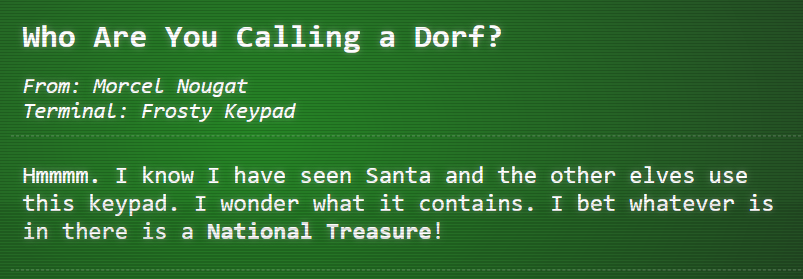 Who Are You Calling a Dorf?
From: Morcel Nougat
Terminal: Frosty Keypad
Hmmmm. I know I have seen Santa and the other elves use
this keypad. I wonder what it contains. I bet whatever is
in there is a National Treasure!